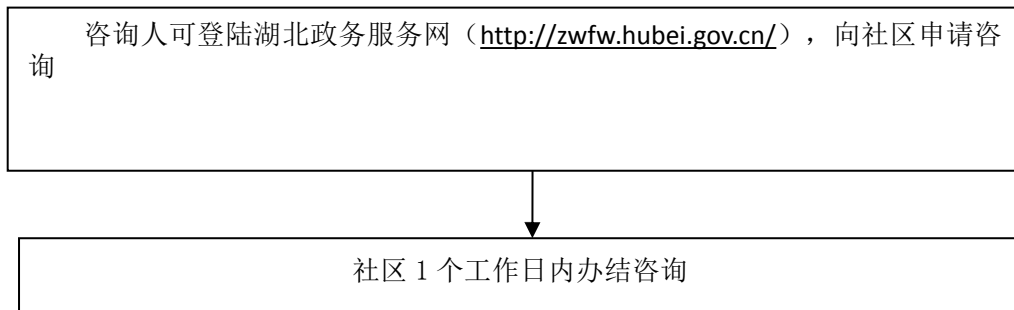 咨询人可登陆湖北政务服务网（http://zwfw.hubei.gov.cn/），向社区申请咨
询
社区 1 个工作日内办结咨询